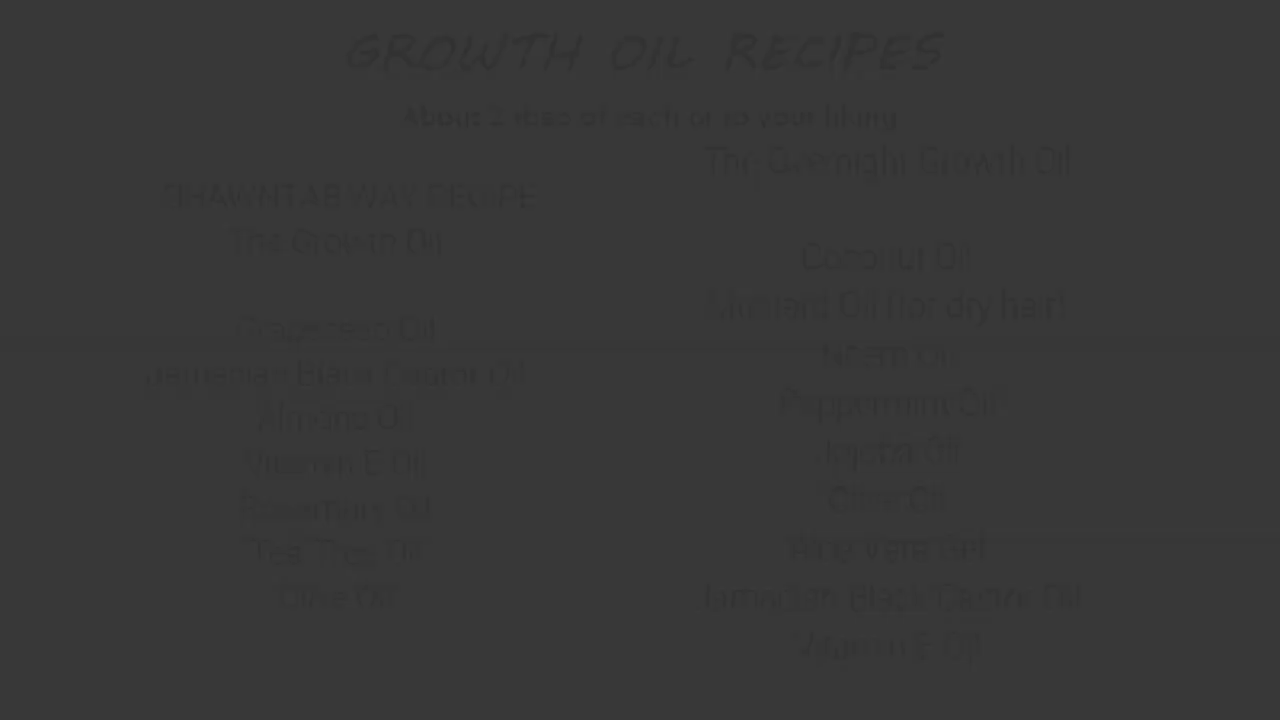 GROWTH OIL RECIPES
About 2 tbsp of each or to your liking
RECIPE
The Growth Oil
Grapeseed Oil
Jamaican Black Castor Oil
Almond Oil
Vitamin E Oil
Rosemary Oil
Tea Tree Oil
Olive Oil
The Overnight Growth Oil
Coconut Oil
Mustard Oil (for dry hair)
Neem Oil
Peppermint Oil
Jojoba Oil
Olive Oil
Aloe Vera Gel
Jamaican Black Castor Oil
Vitamin E Oil